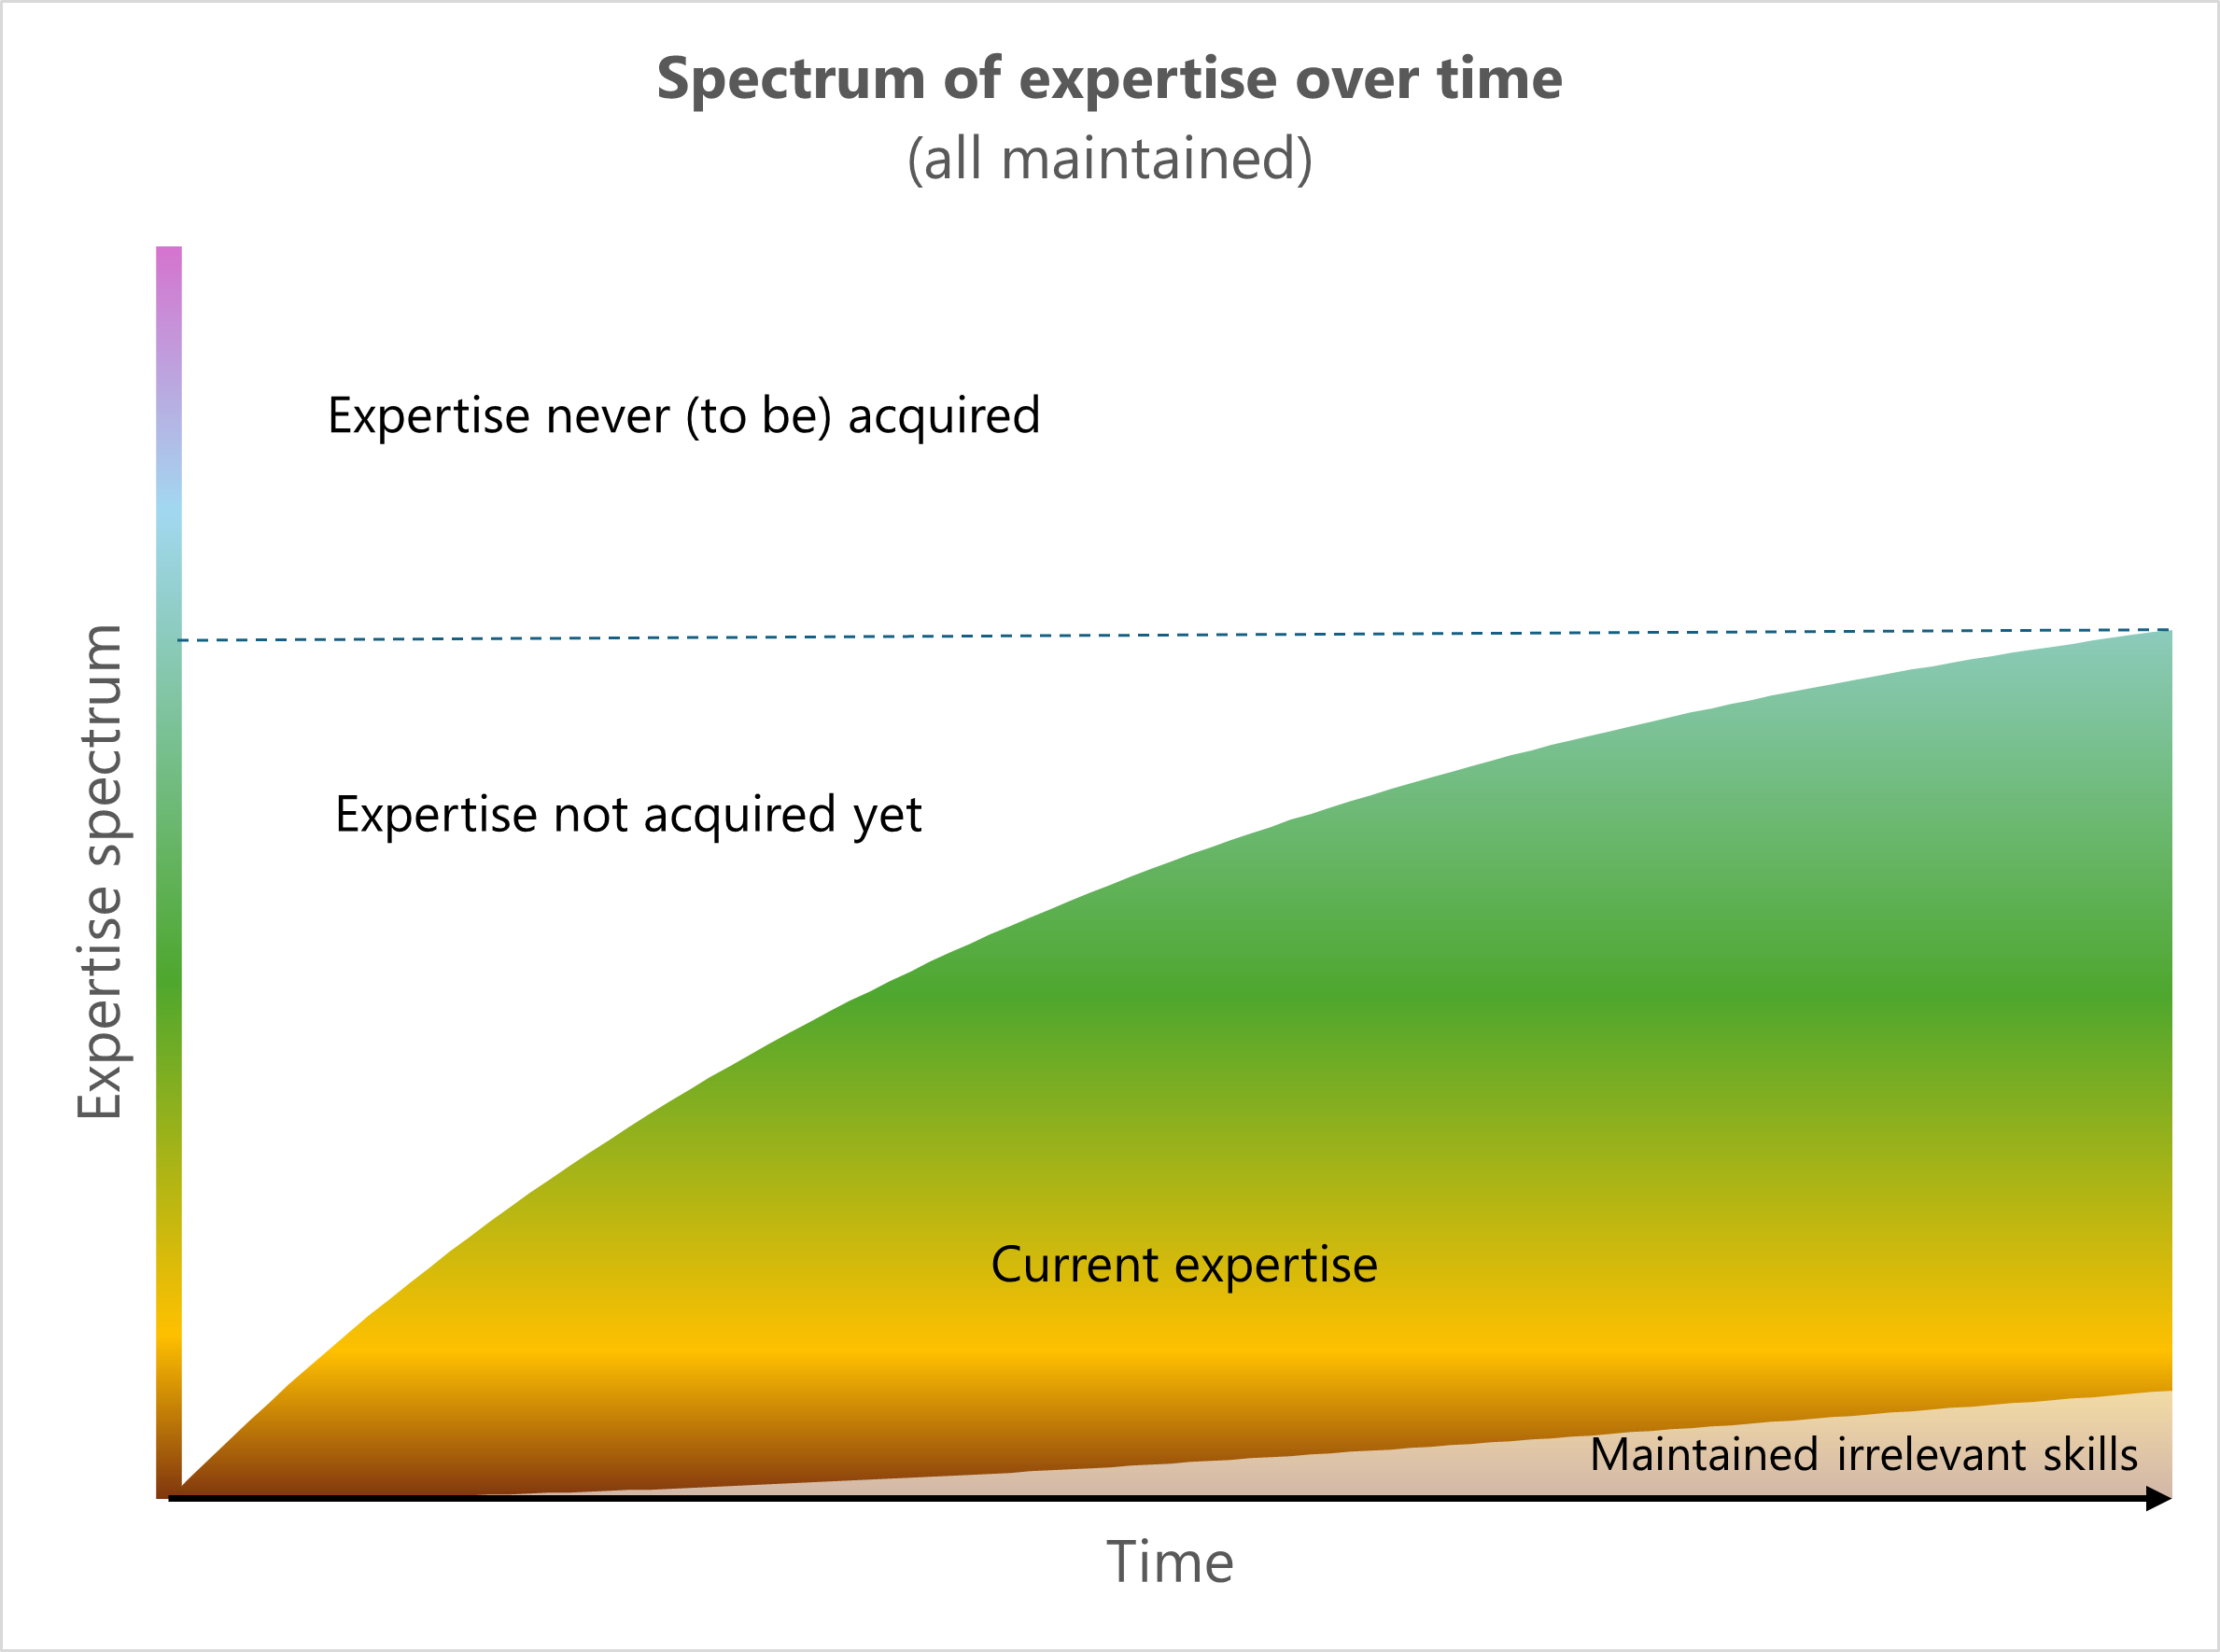 Spectrum of expertise over time
(all maintained)
Expertise never (to be) acquired
Expertise spectrum
Expertise not acquired yet
Current expertise
Maintained irrelevant skills
Time